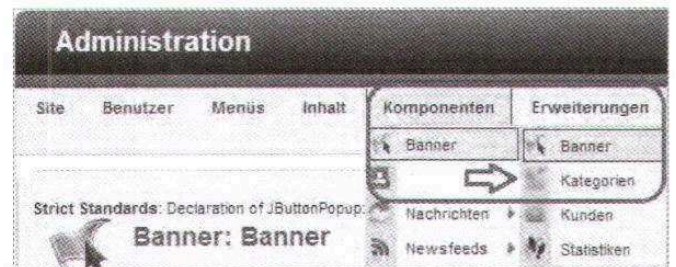 Administration
Site Benutzer Menüs Inhalt Komponenten Erweiterungen
Banner Banner
Kategorien
Strict Standards: Declaration of JButtonPopup:
Nachrichten Kunden
Banner: Banner
Newsfeeds Statistiken